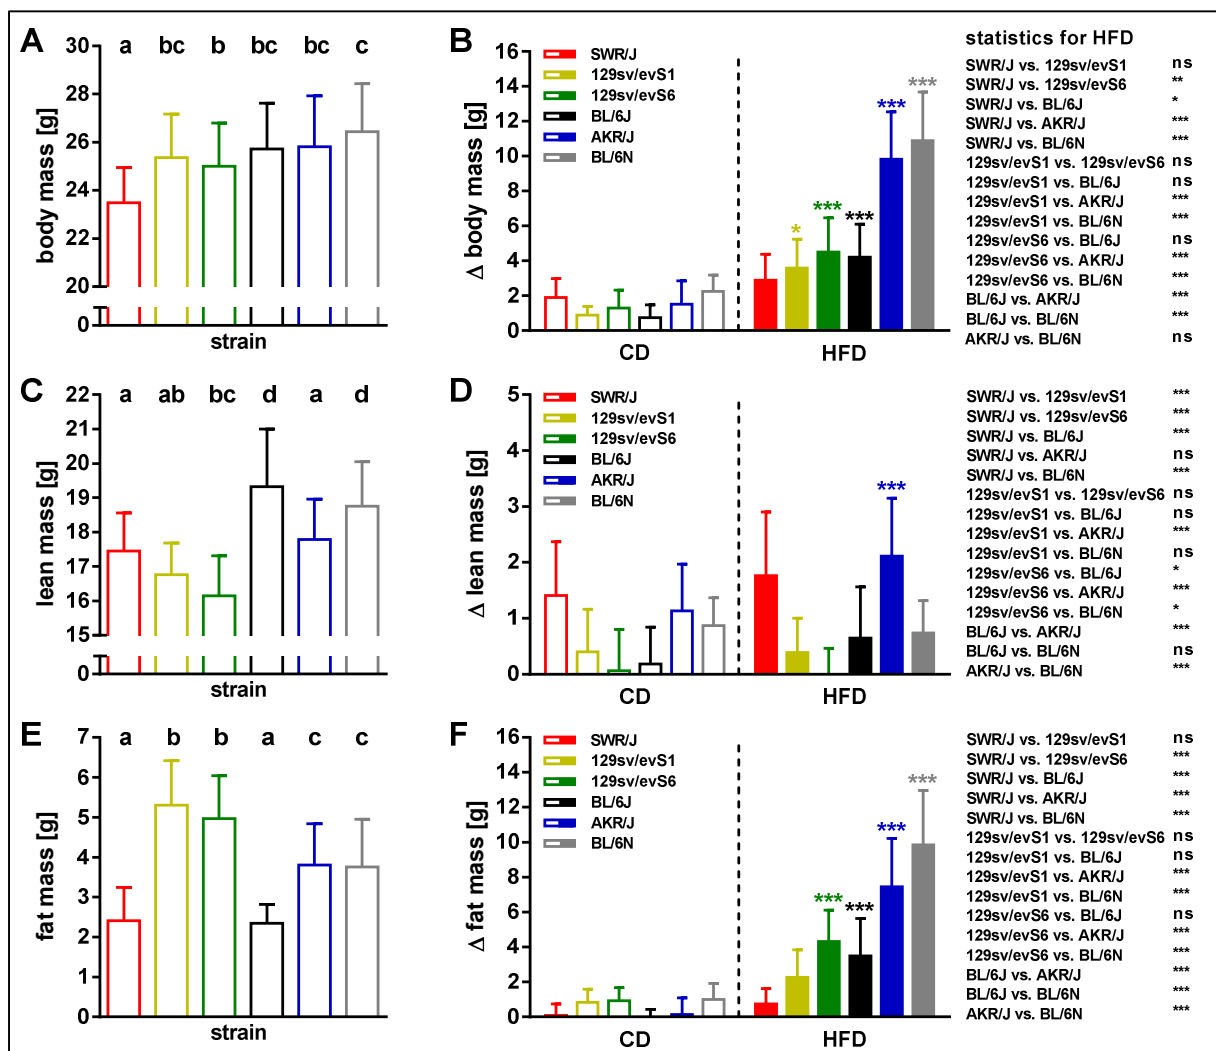 A
a bc b bc bc c
body mass [g]
30
28
26
24
22
20
0
strain
B
Δ body mass [g]
16
14
12
10
8
6
4
2
0
SWR/J
129sv/evS1
129sv/evS6
BL/6J
AKR/J
BL/6N
* *** *** *** ***
CD HFD
statistics for HFD
SWR/J vs. 129sv/evS1 ns
SWR/J vs. 129sv/evS6 **
SWR/J vs. BL/6J *
SWR/J vs. AKR/J ***
SWR/J vs. BL/6N ***
129sv/evS1 vs. 129sv/evS6 ns
129sv/evS1 vs. BL/6J ns
129sv/evS1 vs. AKR/J ***
129sv/evS1 vs. BL/6N ***
129sv/evS6 vs. BL/6J ns
129sv/evS6 vs. AKR/J ***
129sv/evS6 vs. BL/6N ***
BL/6J vs. AKR/J ***
BL/6J vs. BL/6N ***
AKR/J vs. BL/6N ns
C
a ab bc d a d
lean mass [g]
22
21
20
19
18
17
16
15
0
strain
D
Δ lean mass [g]
5
4
3
2
1
0
SWR/J
129sv/evS1
129sv/evS6
BL/6J
AKR/J
BL/6N
***
CD HFD
SWR/J vs. 129sv/evS1 ***
SWR/J vs. 129sv/evS6 ***
SWR/J vs. BL/6J ***
SWR/J vs. AKR/J ns
SWR/J vs. BL/6N ***
129sv/evS1 vs. 129sv/evS6 ns
129sv/evS1 vs. BL/6J ns
129sv/evS1 vs. AKR/J ***
129sv/evS1 vs. BL/6N ns
129sv/evS6 vs. BL/6J *
129sv/evS6 vs. AKR/J ***
129sv/evS6 vs. BL/6N *
BL/6J vs. AKR/J ***
BL/6J vs. BL/6N ns
AKR/J vs. BL/6N ***
E
a b b a c c
fat mass [g]
7
6
5
4
3
2
1
0
strain
F
Δ fat mass [g]
16
14
12
10
8
6
4
2
0
SWR/J
129sv/evS1
129sv/evS6
BL/6J
AKR/J
BL/6N
*** *** *** ***
CD HFD
SWR/J vs. 129sv/evS1 ns
SWR/J vs. 129sv/evS6 ***
SWR/J vs. BL/6J ***
SWR/J vs. AKR/J ***
SWR/J vs. BL/6N ***
129sv/evS1 vs. 129sv/evS6 ns
129sv/evS1 vs. BL/6J ns
129sv/evS1 vs. AKR/J ***
129sv/evS1 vs. BL/6N ***
129sv/evS6 vs. BL/6J ns
129sv/evS6 vs. AKR/J ***
129sv/evS6 vs. BL/6N ***
BL/6J vs. AKR/J ***
BL/6J vs. BL/6N ***
AKR/J vs. BL/6N ***